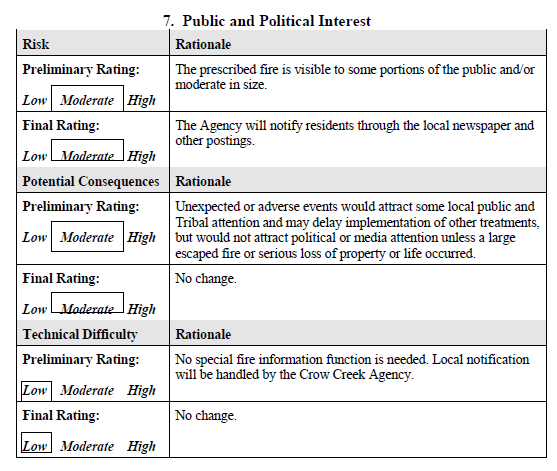 7. Public and Political Interest
Risk
Rationale
Preliminary Rating:
Low Moderate High
The prescribed fire is visible to some portions of the public and/or
moderate in size.
Final Rating:
Low Moderate High
The Agency will notify residents through the local newspaper and
other postings.
Potential Consequences
Rationale
Preliminary Rating:
Low Moderate High
Unexpected or adverse events would attract some local public and
Tribal attention and may delay implementation of other treatments,
but would not attract political or media attention unless a large
escaped fire or serious loss of property or life occurred.
Final Rating:
Low Moderate High
No change.
Technical Difficulty
Rationale
Preliminary Rating:
Low Moderate High
No special fire information function is needed. Local notification
will be handled by the Crow Creek Agency.
Final Rating:
Low Moderate High
No change.